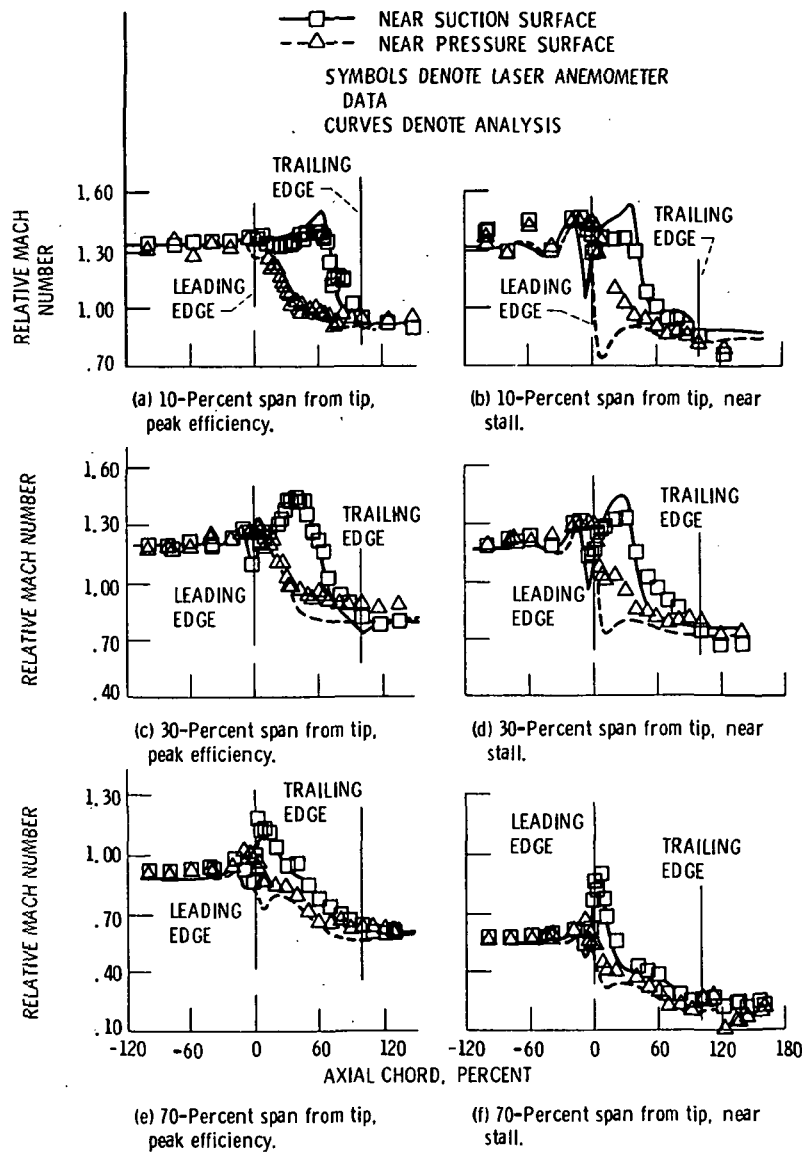 NEAR SUCTION SURFACE
NEAR PRESSURE SURFACE
SYMBOLS DENOTE LASER ANEMOMETER
DATA
CURVES DENOTE ANALYSIS
RELATIVE MACH
NUMBER
1.60
1.30
1.00
.70
TRAILING
EDGE
LEADING
EDGE
TRAILING
EDGE
LEADING
EDGE
(a) 10-Percent span from tip,
peak efficiency.
(b) 10-Percent span from tip, near
stall.
RELATIVE MACH NUMBER
1.60
1.30
1.00
.70
.40
TRAILING
EDGE
LEADING
EDGE
TRAILING
EDGE
LEADING
EDGE
(c) 30-Percent span from tip,
peak efficiency.
(d) 30-Percent span from tip, near
stall.
RELATIVE MACH NUMBER
1.30
1.00
.70
.40
.10
TRAILING
EDGE
LEADING
EDGE
LEADING
EDGE
TRAILING
EDGE
-120 -60 0 60 120 -120 -60 0 60 120 180
AXIAL CHORD, PERCENT
(e) 70-Percent span from tip,
peak efficiency.
(f) 70-Percent span from tip, near
stall.